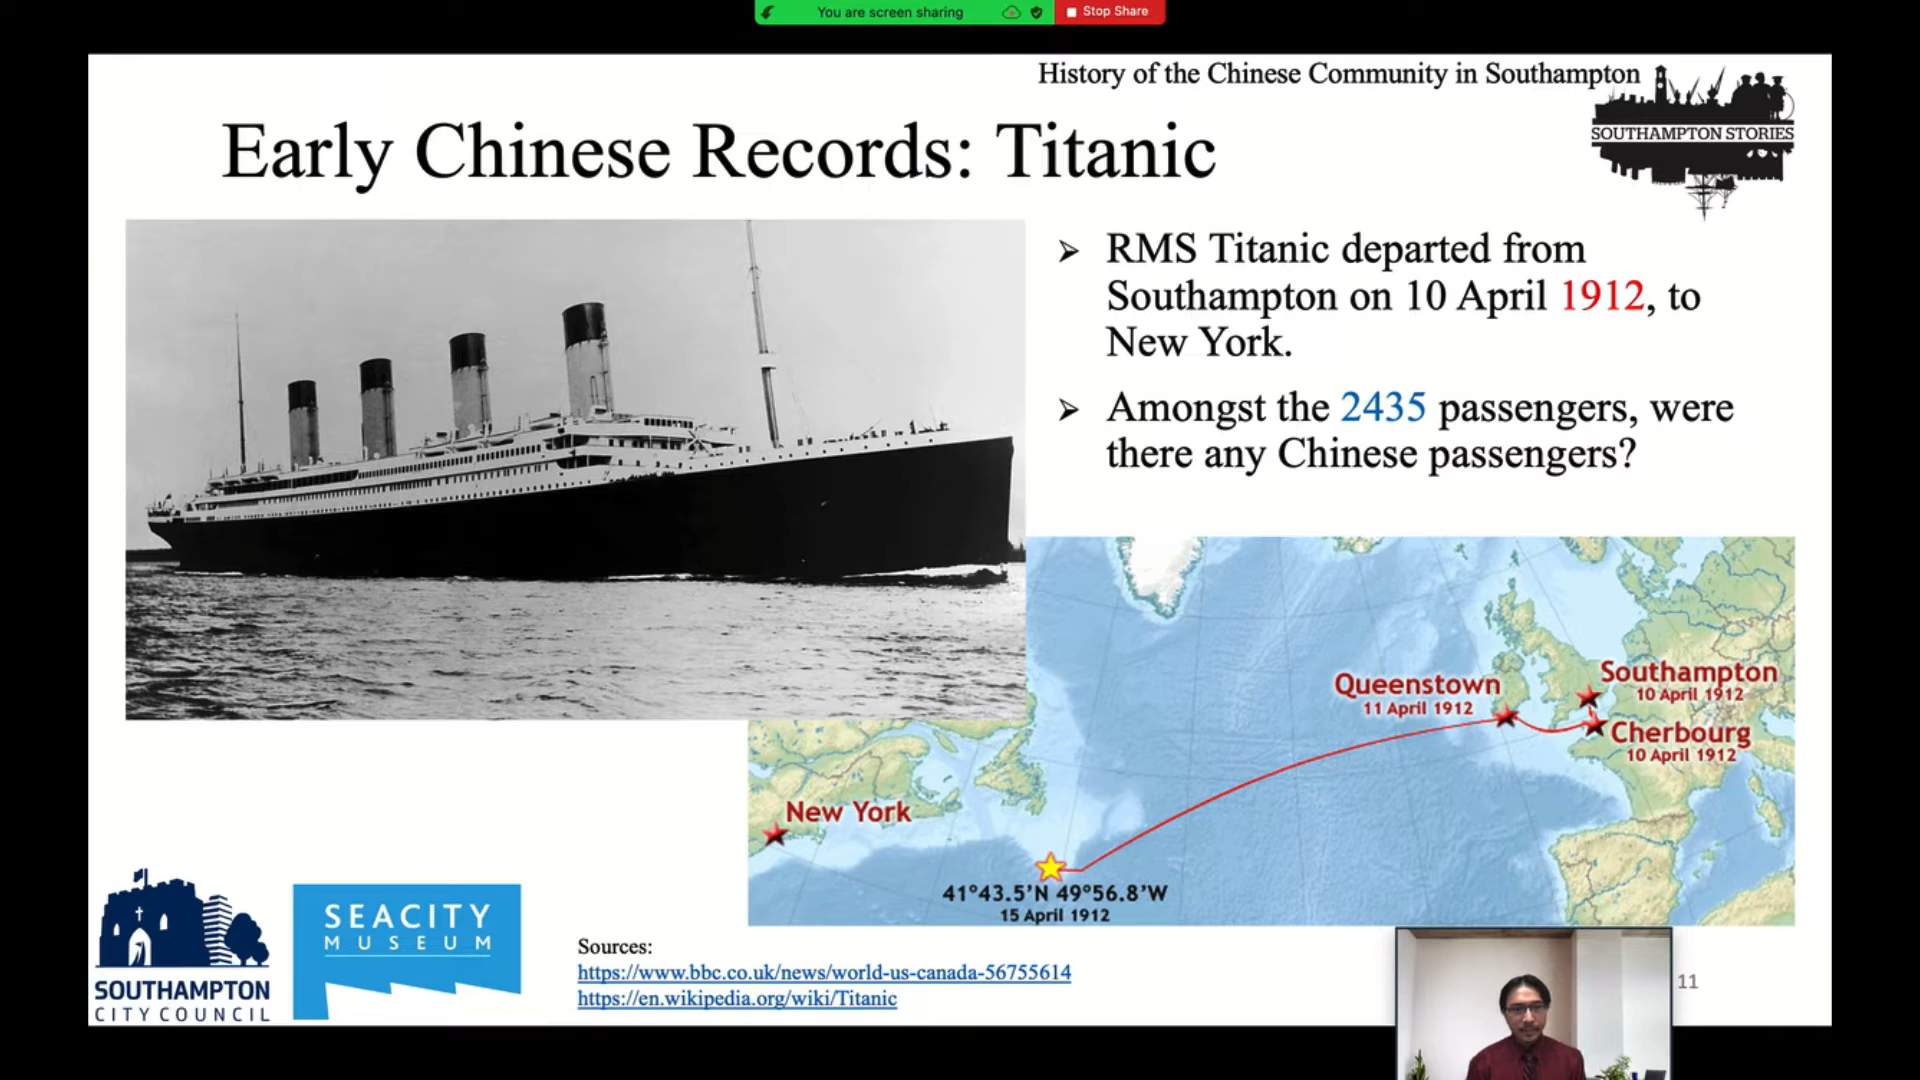 You are screen sharing
Stop Share
History of the Chinese Community in Southampton
SOUTHAMPTON STORIES
Early Chinese Records: Titanic
➢ RMS Titanic departed from
Southampton on 10 April 1912, to
New York.
➢ Amongst the 2435 passengers, were
there any Chinese passengers?
Queenstown
11 April 1912
Southampton
10 April 1912
Cherbourg
10 April 1912
New York
41°43.5'N 49°56.8'W
15 April 1912
SOUTHAMPTON
CITY COUNCIL
SEACITY
MUSEUM
Sources:
https://www.bbc.co.uk/news/world-us-canada-56755614
https://en.wikipedia.org/wiki/Titanic
11